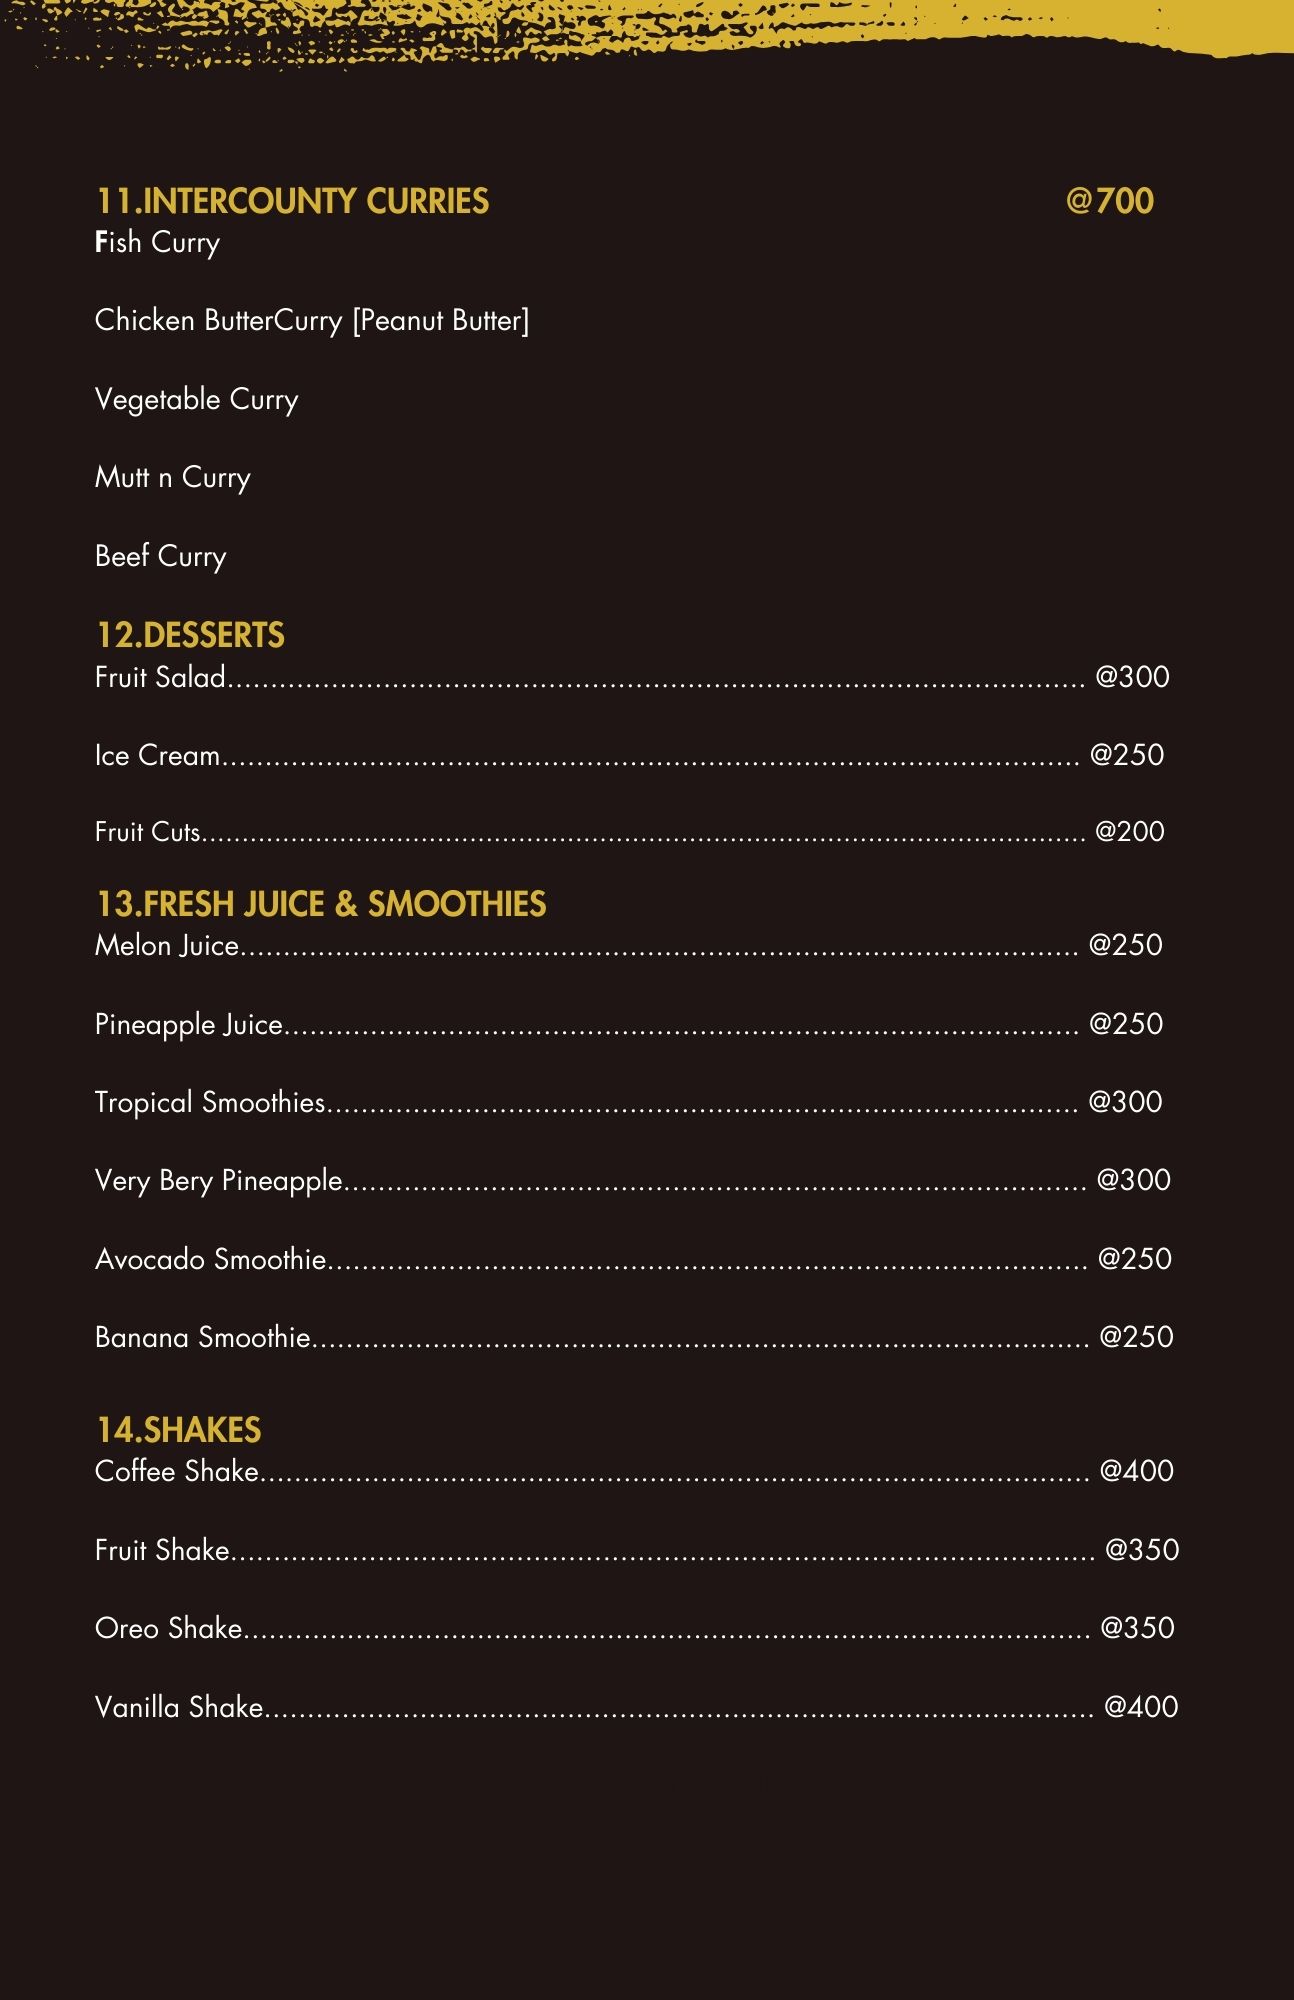 11.INTERCOUNTY CURRIES @700
Fish Curry
Chicken ButterCurry [Peanut Butter]
Vegetable Curry
Mutt n Curry
Beef Curry
12.DESSERTS
Fruit Salad........................................................................................ @300
Ice Cream........................................................................................ @250
Fruit Cuts........................................................................................ @200
13.FRESH JUICE & SMOOTHIES
Melon Juice...................................................................................... @250
Pineapple Juice.................................................................................. @250
Tropical Smoothies............................................................................. @300
Very Bery Pineapple............................................................................ @300
Avocado Smoothie.............................................................................. @250
Banana Smoothie................................................................................ @250
14.SHAKES
Coffee Shake..................................................................................... @400
Fruit Shake........................................................................................ @350
Oreo Shake....................................................................................... @350
Vanilla Shake..................................................................................... @400